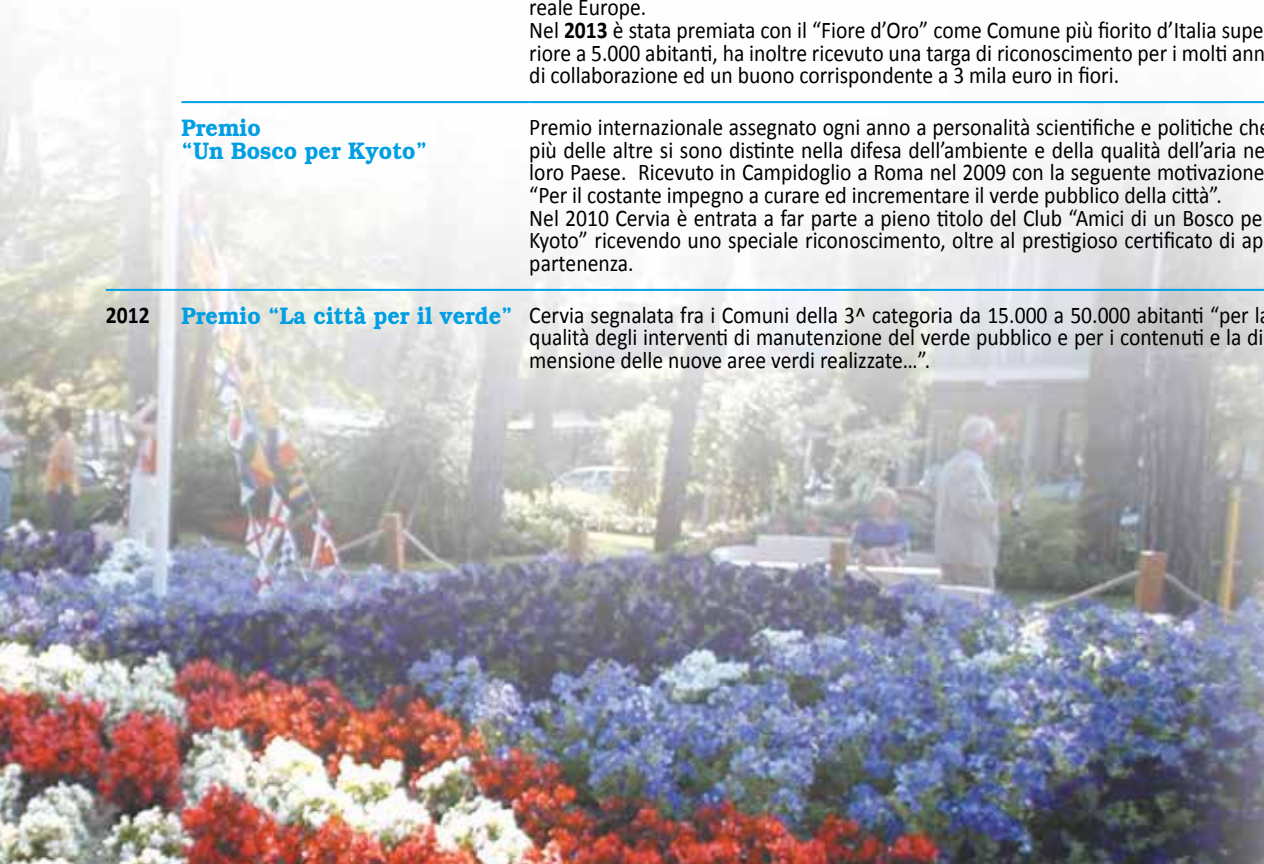 reale Europe.
Nel 2013 è stata premiata con il “Fiore d’Oro” come Comune più fiorito d’Italia supe
riore a 5.000 abitanti, ha inoltre ricevuto una targa di riconoscimento per i molti ann
di collaborazione ed un buono corrispondente a 3 mila euro in fiori.
Premio
“Un Bosco per Kyoto”
Premio internazionale assegnato ogni anno a personalità scientifiche e politiche che
più delle altre si sono distinte nella difesa dell’ambiente e della qualità dell’aria ne
loro Paese. Ricevuto in Campidoglio a Roma nel 2009 con la seguente motivazione
“Per il costante impegno a curare ed incrementare il verde pubblico della città”.
Nel 2010 Cervia è entrata a far parte a pieno titolo del Club “Amici di un Bosco pe
Kyoto” ricevendo uno speciale riconoscimento, oltre al prestigioso certificato di ap
partenenza.
2012 Premio “La città per il verde” Cervia segnalata fra i Comuni della 3^ categoria da 15.000 a 50.000 abitanti “per la
qualità degli interventi di manutenzione del verde pubblico e per i contenuti e la di
mensione delle nuove aree verdi realizzate…”.